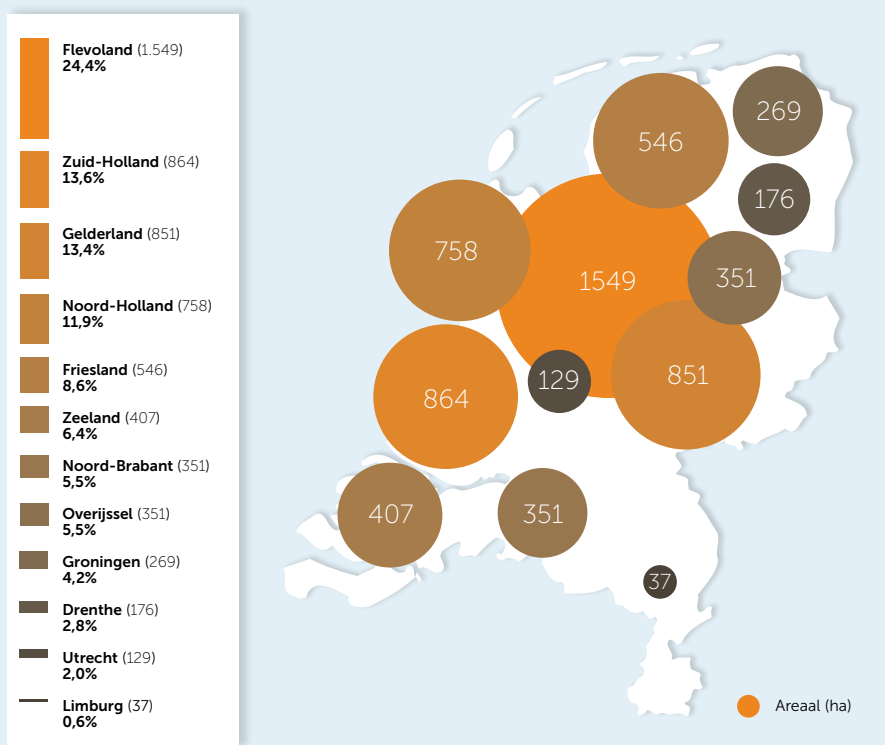 Flevoland (1.549)
24,4%
Zuid-Holland (864)
13,6%
Gelderland (851)
13,4%
Noord-Holland (758)
11,9%
Friesland (546)
8,6%
Zeeland (407)
6,4%
Noord-Brabant (351)
5,5%
Overijssel (351)
5,5%
Groningen (269)
4,2%
Drenthe (176)
2,8%
Utrecht (129)
2,0%
Limburg (37)
0,6%
269
546
176
758
351
1549
129
851
864
407
351
37
Areaal (ha)